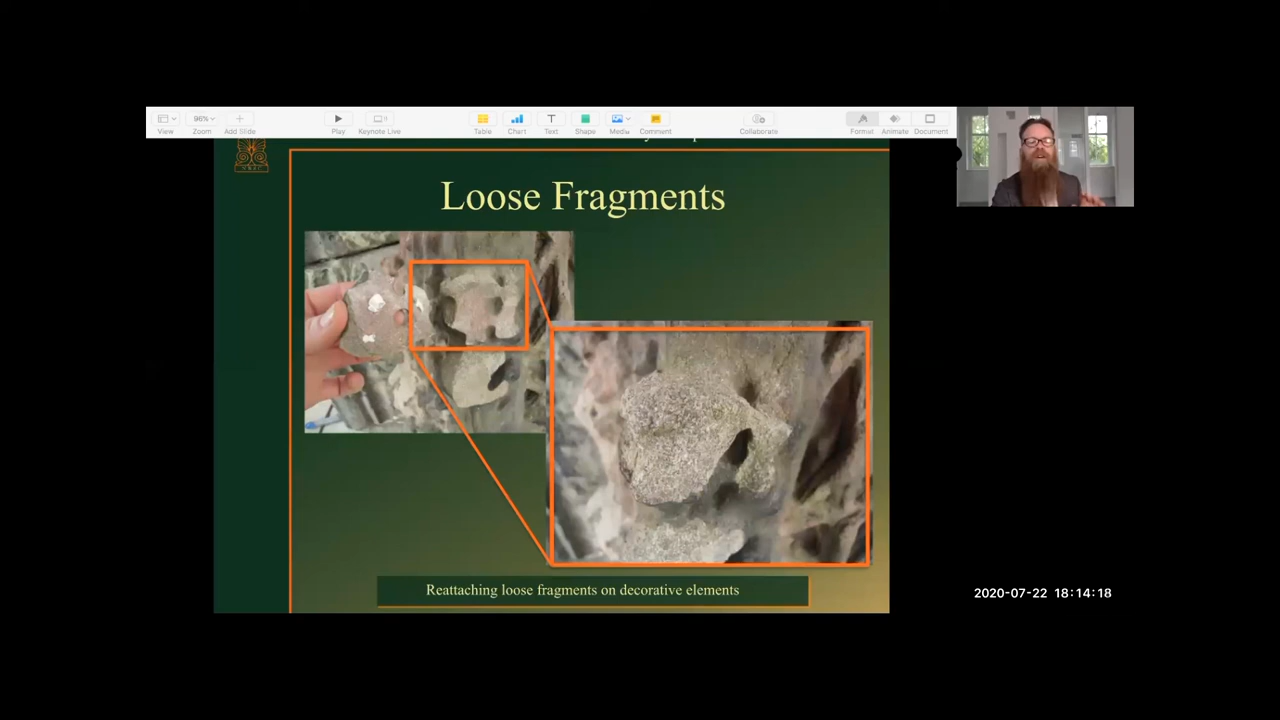 96%
View
Zoom
Add Slide
Play
Keynote Live
Table
Chart
Text
Shape
Media
Comment
Collaborate
Format
Animate
Document
Loose Fragments
Reattaching loose fragments on decorative elements
2020-07-22 18:14:18